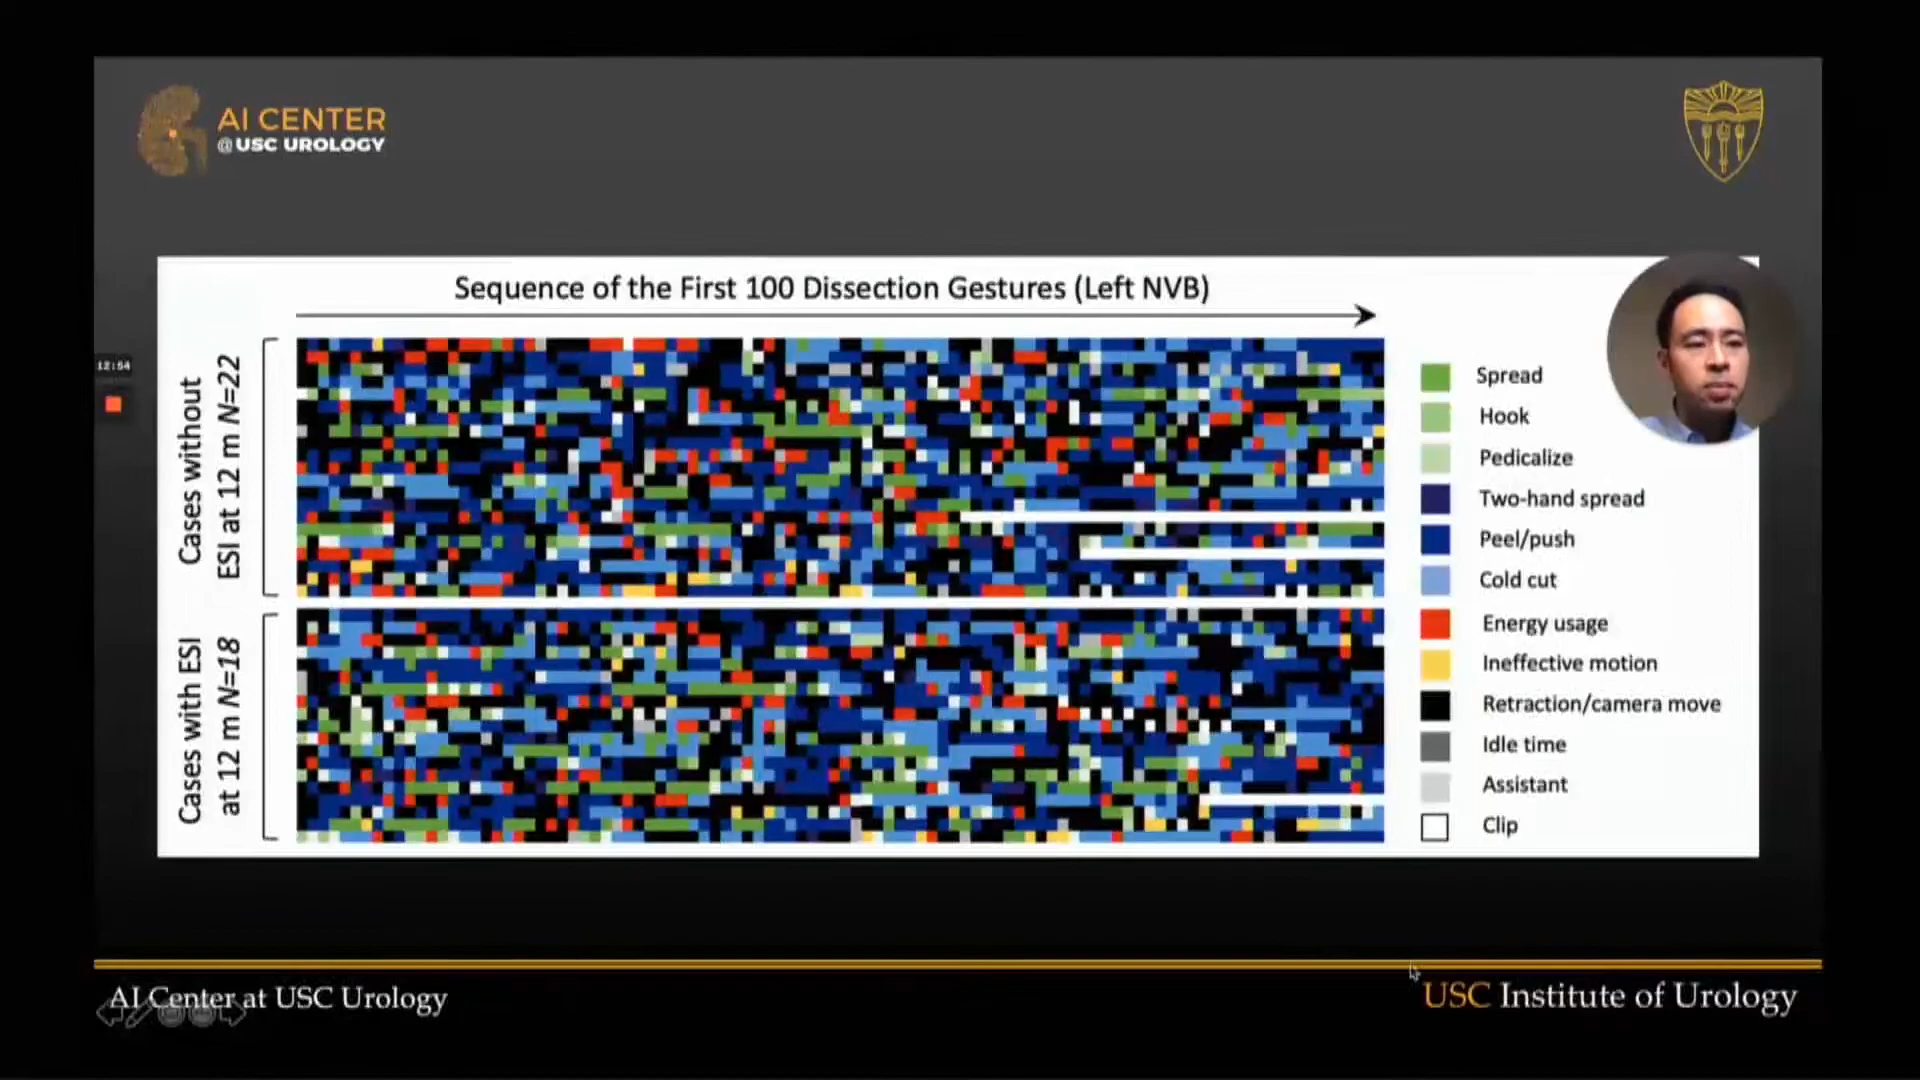 AI CENTER
@USC UROLOGY
Sequence of the First 100 Dissection Gestures (Left NVB)
12:54
Cases without
ESI at 12 m N=22
Cases with ESI
at 12 m N=18
Spread
Hook
Pedicalize
Two-hand spread
Peel/push
Cold cut
Energy usage
Ineffective motion
Retraction/camera move
Idle time
Assistant
Clip
AI Center at USC Urology
USC Institute of Urology